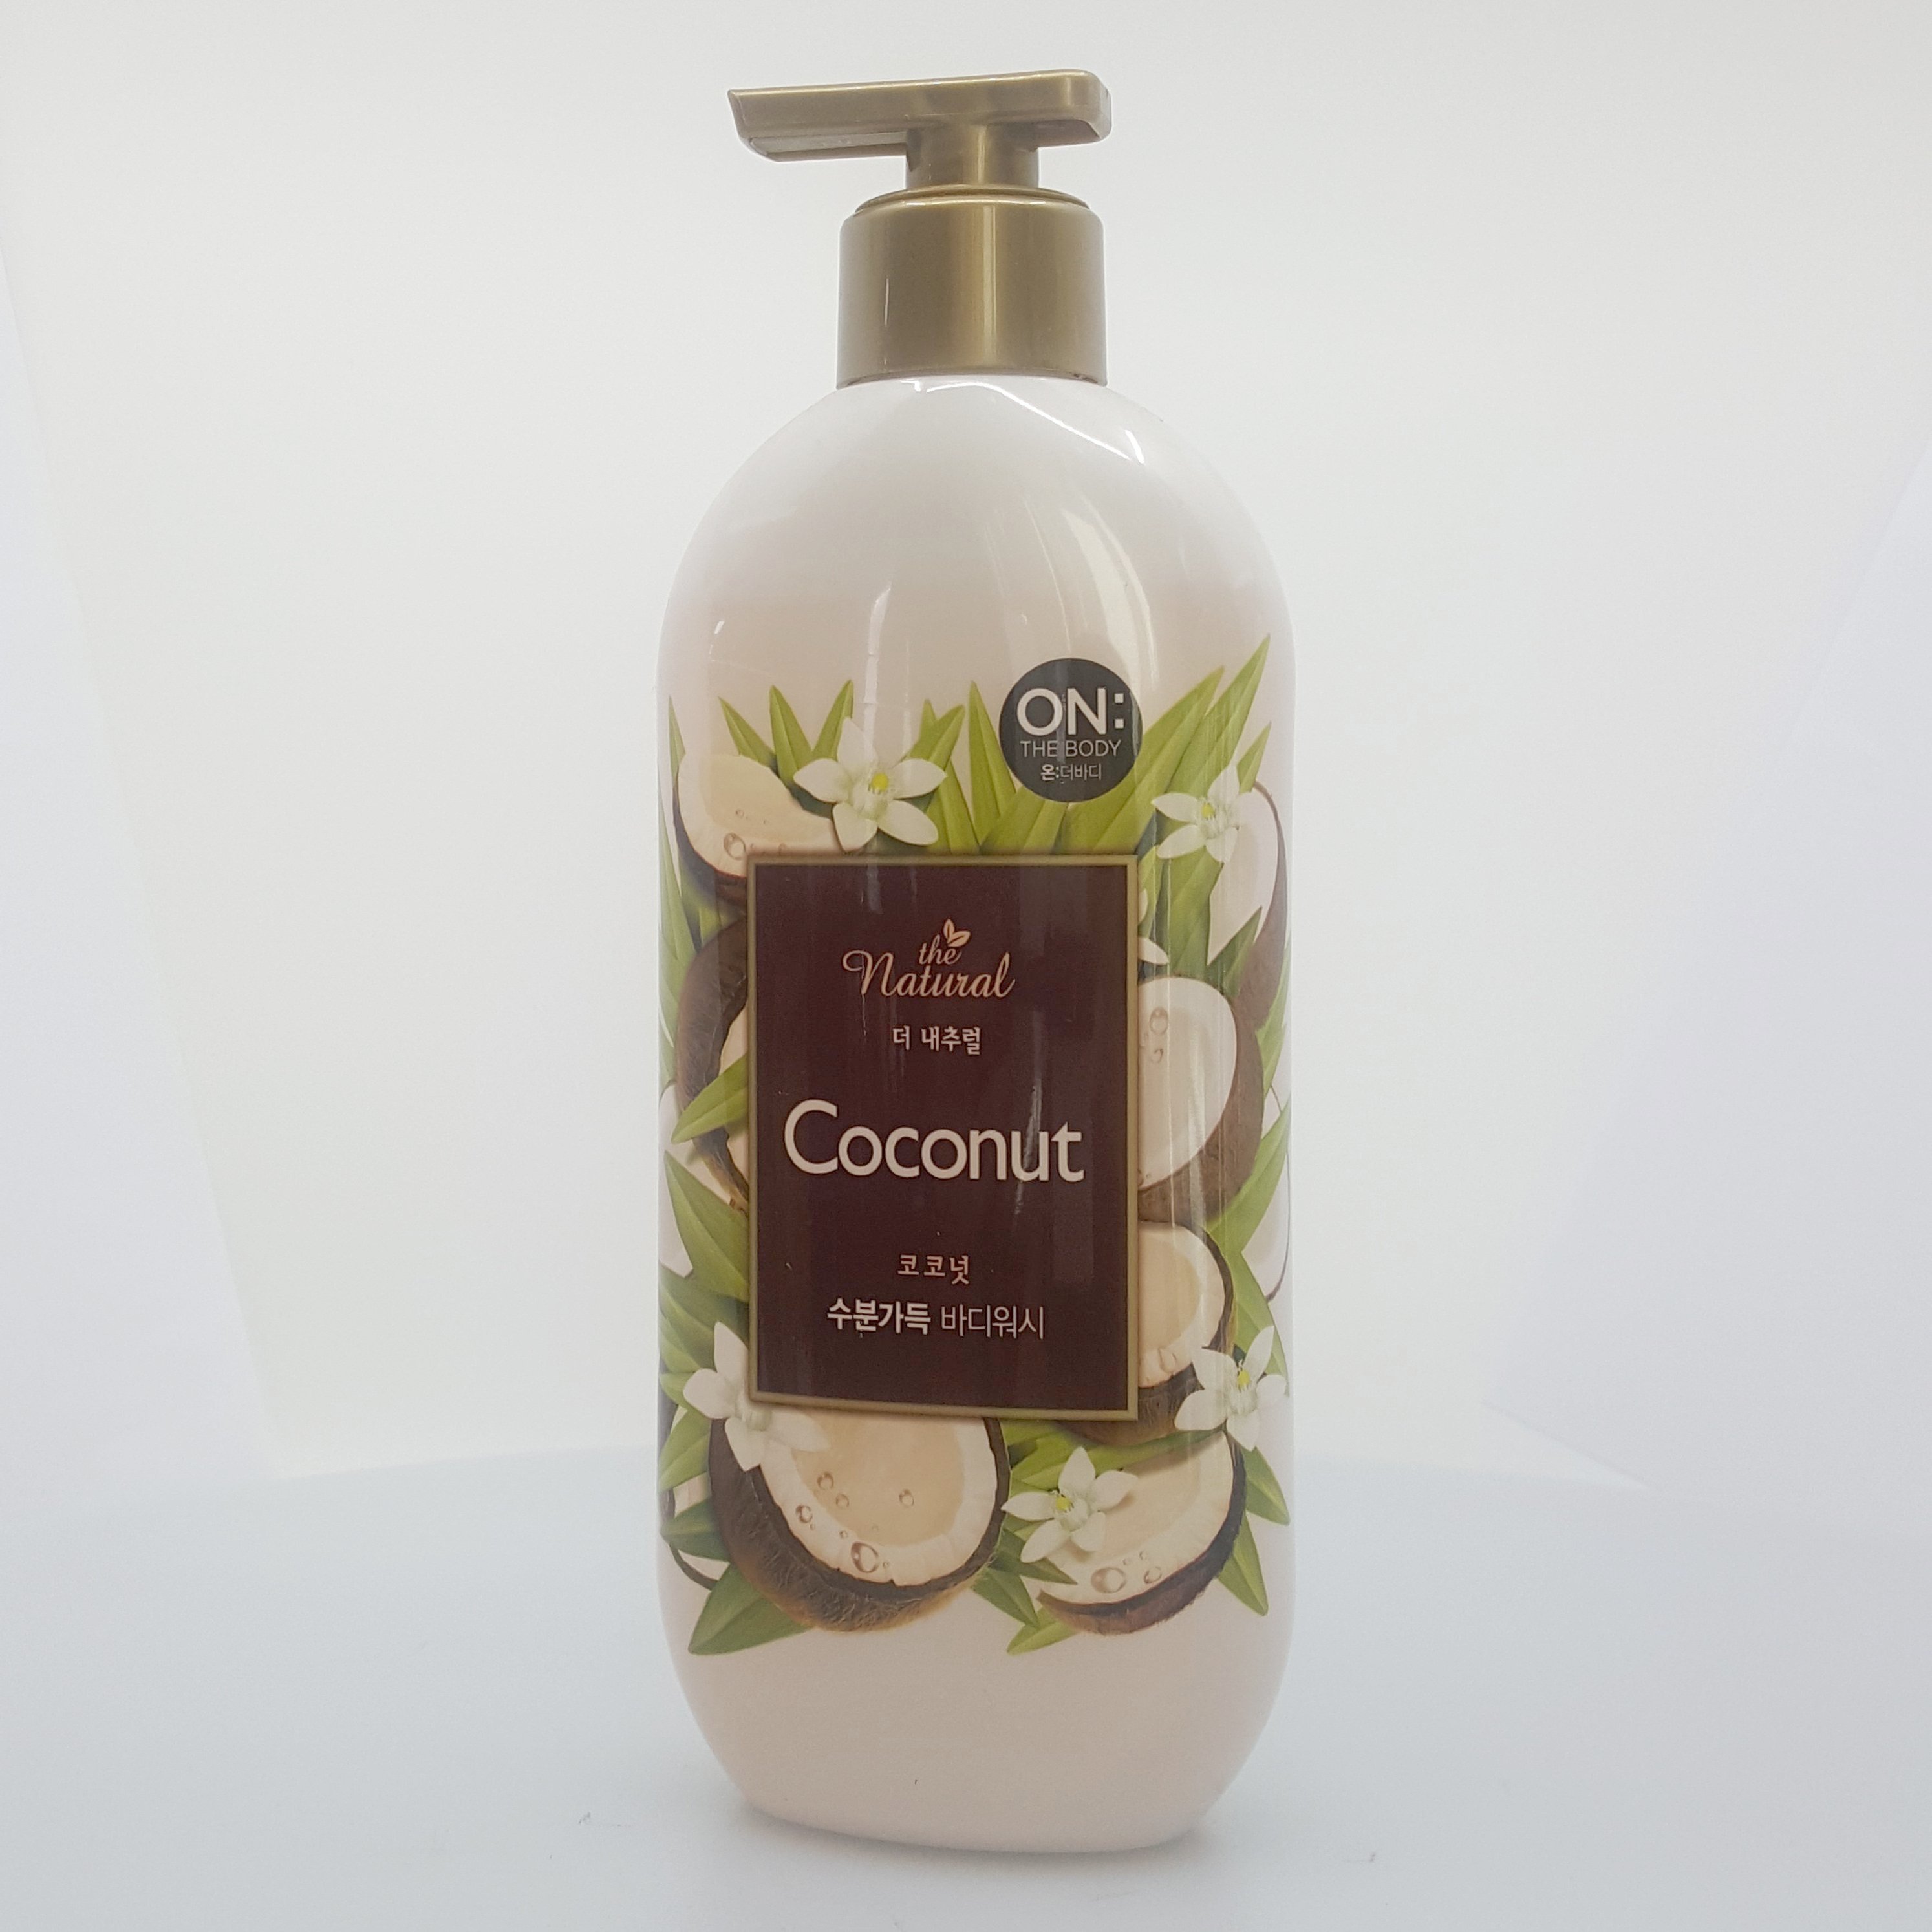 ON:
THE BODY
온:더바디
the
Natural
더 내추럴
Coconut
코코넛
수분가득 바디워시